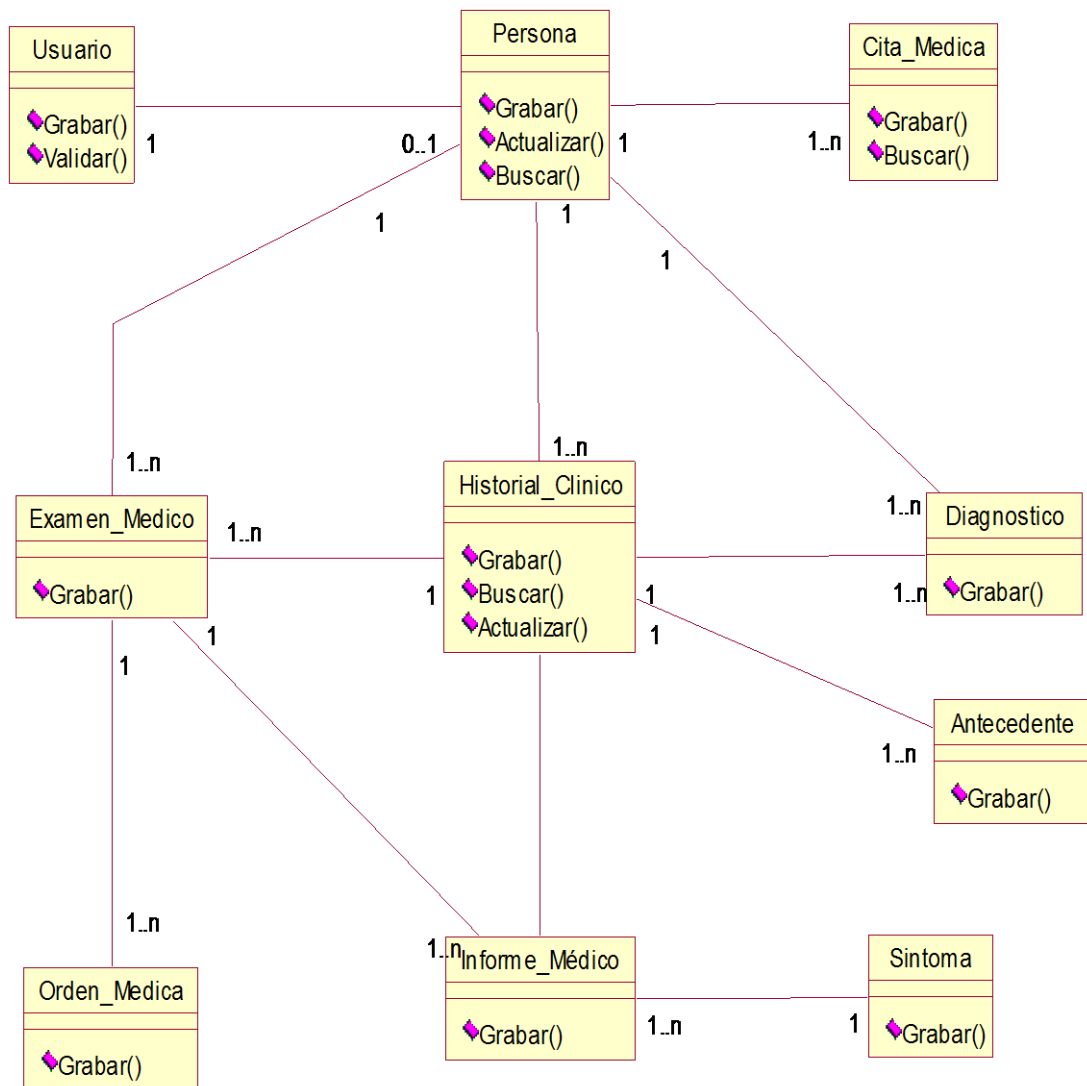 Usuario
Grabar()
Validar()
1
Persona
Grabar()
Actualizar()
Buscar()
0..1
1
1
1
1
Cita_Medica
Grabar()
Buscar()
1..n
1..n
Examen_Medico
Grabar()
1..n
1
1
1..n
Historial_Clinico
Grabar()
Buscar()
Actualizar()
1
1
1
1..n
Diagnostico
Grabar()
1..n
Antecedente
Grabar()
1..n
1..n
Orden_Medica
Grabar()
1..n
Informe_Médico
Grabar()
1..n
Sintoma
Grabar()
1